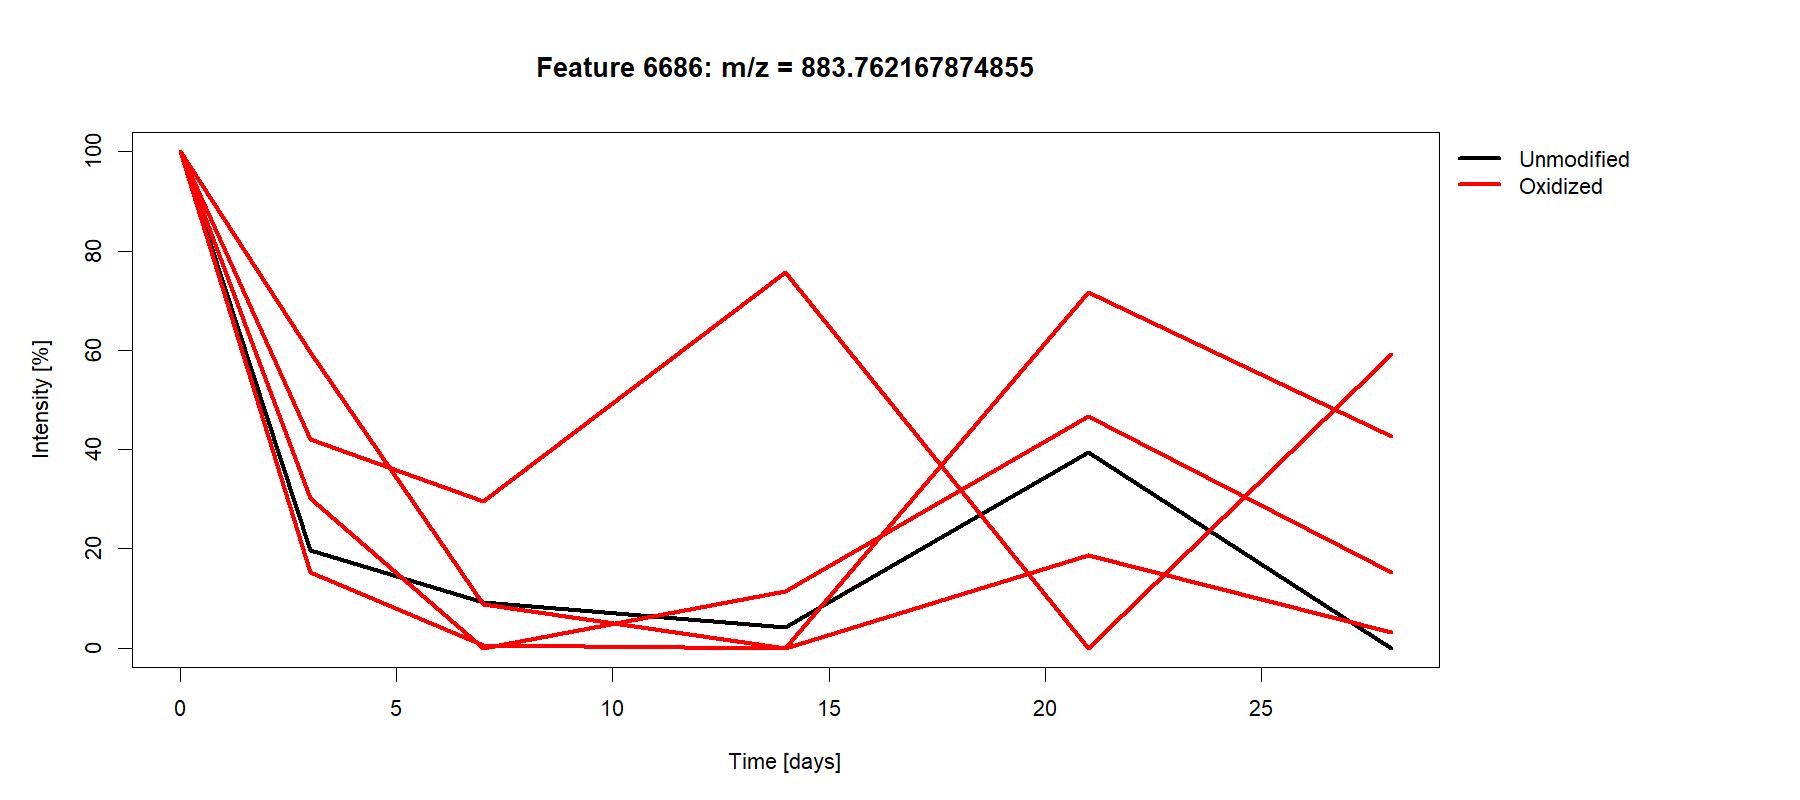 Feature 6686: m/z = 883.762167874855
Unmodified
Oxidized
Intensity [%]
100
80
60
40
20
0
0 5 10 15 20 25
Time [days]